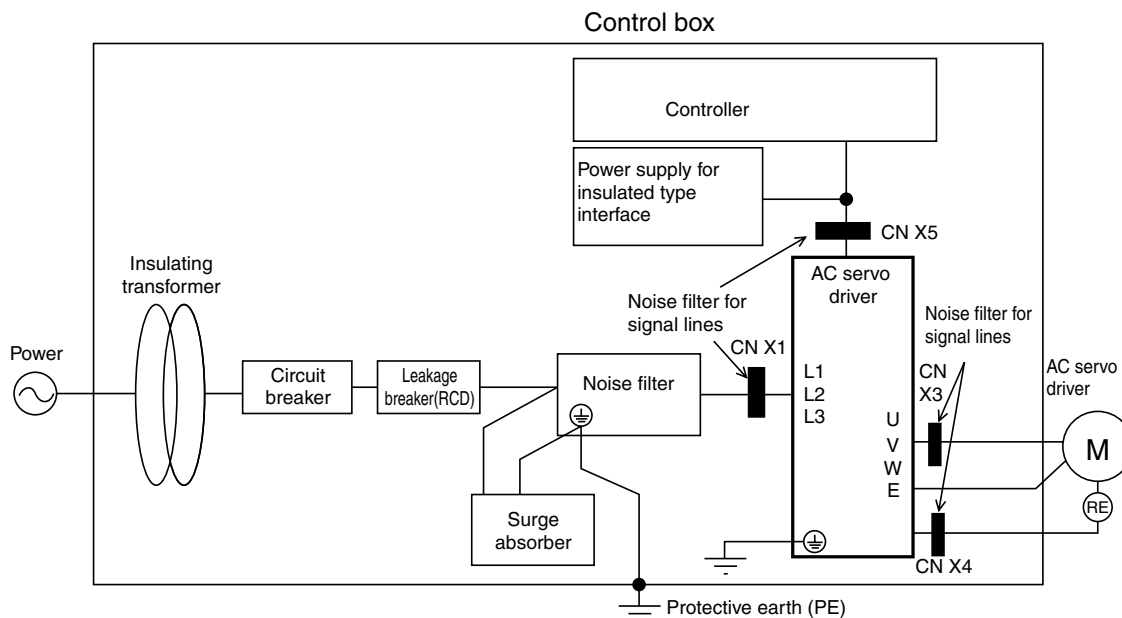 Control box
Controller
Power supply for
insulated type
interface
CN X5
Insulating
transformer
AC servo
driver
Noise filter for
signal lines
Noise filter for
signal lines
Power
CN X1
Circuit
breaker
Leakage
breaker(RCD)
Noise filter
L1
L2
L3
CN
X3
AC servo
driver
U
V
W
E
M
RE
Surge
absorber
CN X4
Protective earth (PE)